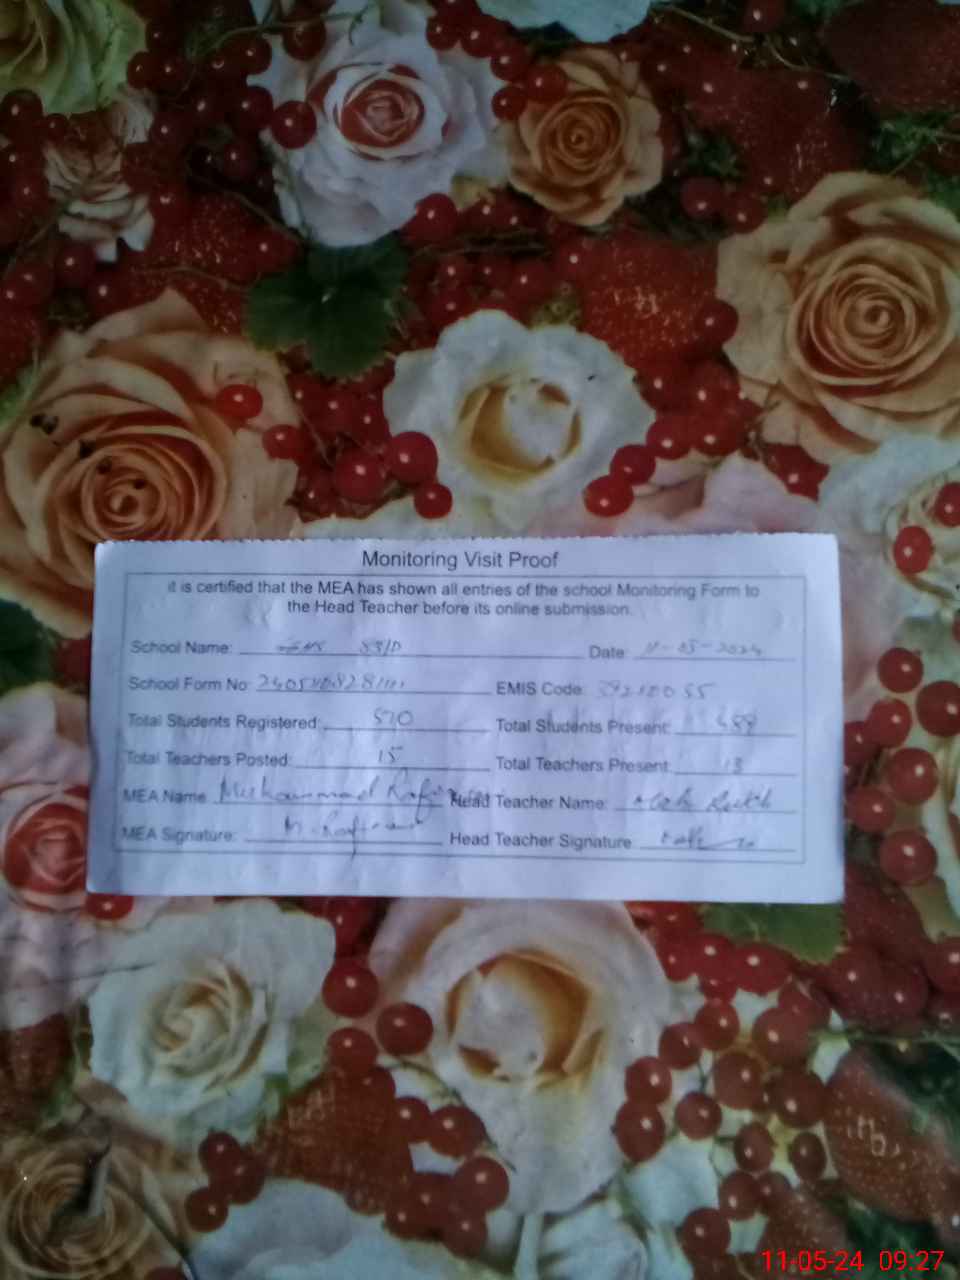 Monitoring Visit Proof
it is certified that the MEA has shown all entries of the school Monitoring Form to
the Head Teacher before its online submission.
School Name: 53/D Date: 11-05-2024
School Form No: EMIS Code:
Total Students Registered: 570 Total Students Present: 488
Total Teachers Posted: 15 Total Teachers Present: 13
MEA Name Muhammad Head Teacher Name:
MEA Signature: Head Teacher Signature
11-05-24 09:27